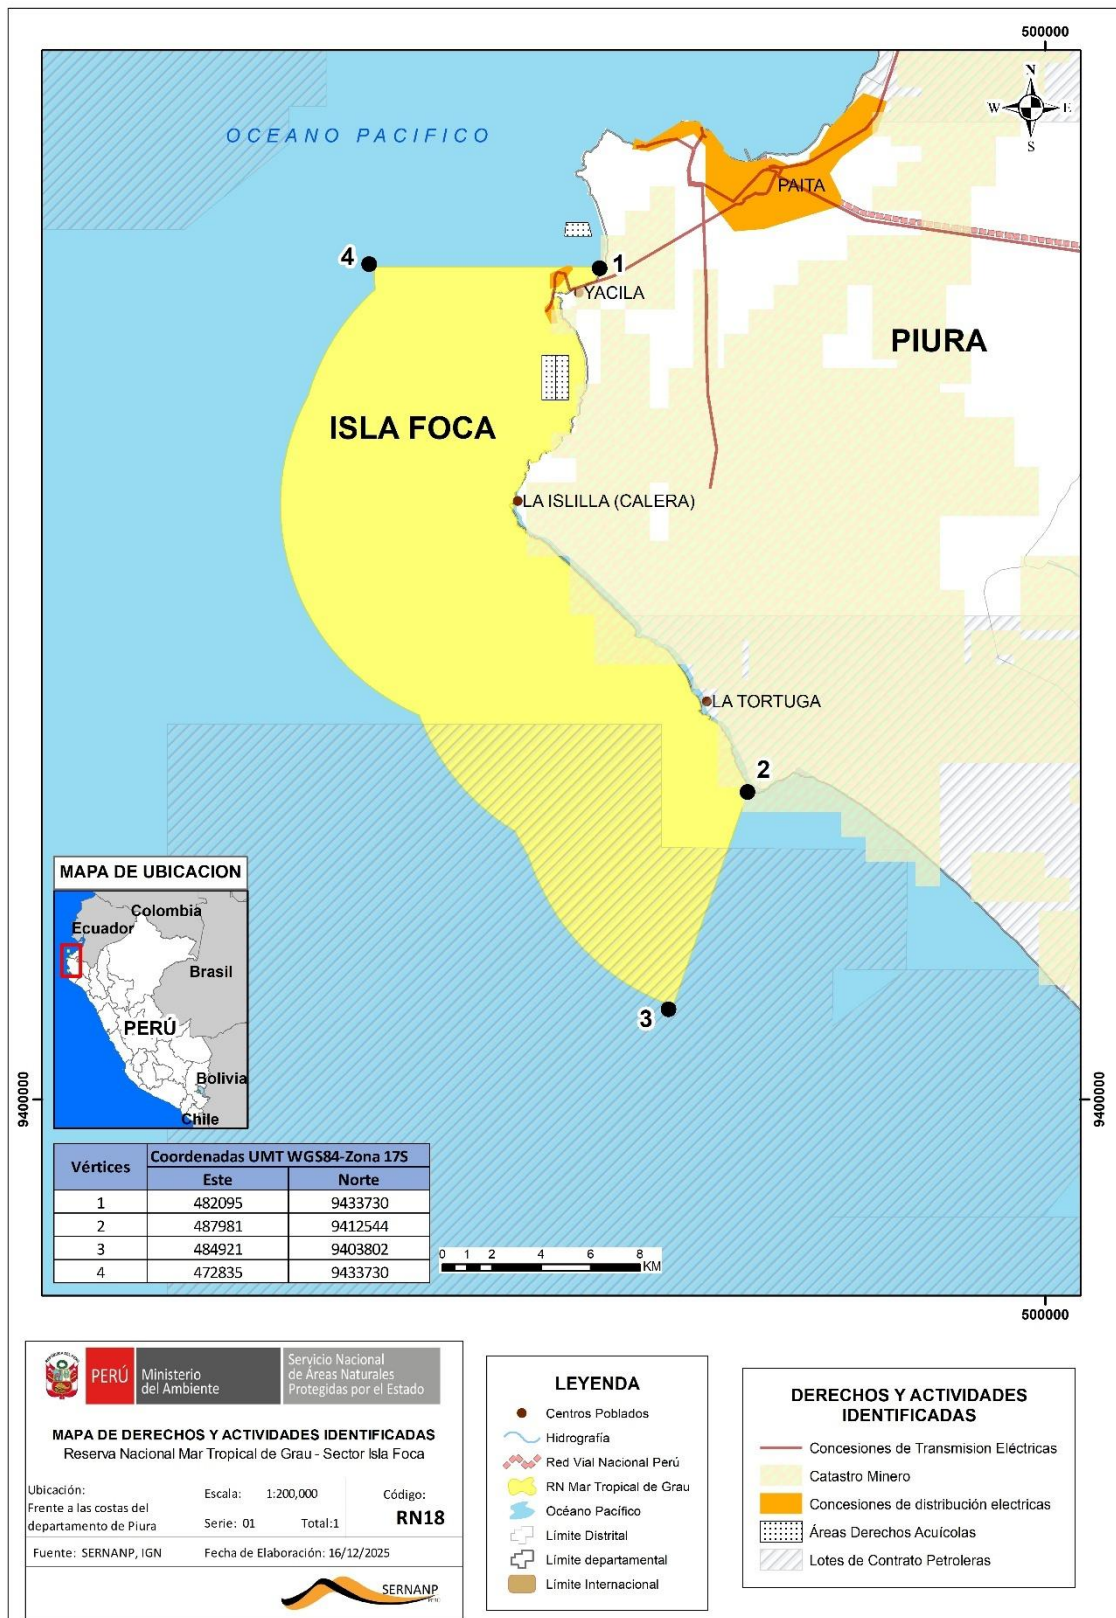 500000
N
W E
S
OCEANO PACIFICO
PAITA
4
1
YACILA
PIURA
ISLA FOCA
LA ISLILLA (CALERA)
LA TORTUGA
2
3
MAPA DE UBICACION
Colombia
Ecuador
Brasil
PERÚ
Bolivia
Chile
9400000
9400000
Vértices Coordenadas UMT WGS84-Zona 17S
Este Norte
1 482095 9433730
2 487981 9412544
3 484921 9403802
4 472835 9433730
0 1 2 4 6 8
KM
500000
PERÚ Ministerio del Ambiente
Servicio Nacional
de Áreas Naturales
Protegidas por el Estado
MAPA DE DERECHOS Y ACTIVIDADES IDENTIFICADAS
Reserva Nacional Mar Tropical de Grau - Sector Isla Foca
Ubicación:
Frente a las costas del
departamento de Piura
Escala: 1:200,000
Serie: 01 Total:1
Código:
RN18
Fuente: SERNANP, IGN
Fecha de Elaboración: 16/12/2025
SERNANP
LEYENDA
Centros Poblados
Hidrografía
Red Vial Nacional Perú
RN Mar Tropical de Grau
Océano Pacífico
Límite Distrital
Límite departamental
Límite Internacional
DERECHOS Y ACTIVIDADES
IDENTIFICADAS
Concesiones de Transmision Eléctricas
Catastro Minero
Concesiones de distribución electricas
Áreas Derechos Acuícolas
Lotes de Contrato Petroleras